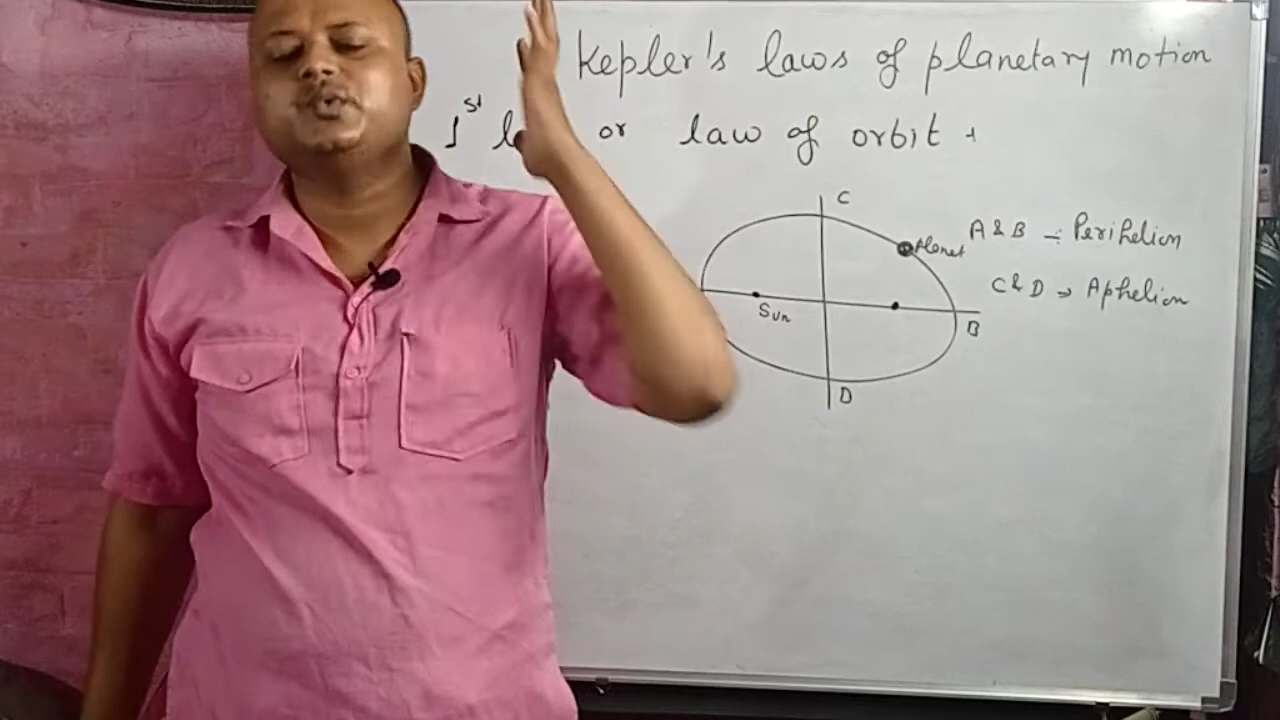 Kepler's laws of planetary motion
1st or law of orbit →
C
Planet
A & B -: Perihelion
C & D → Aphelion
Sun
B
D